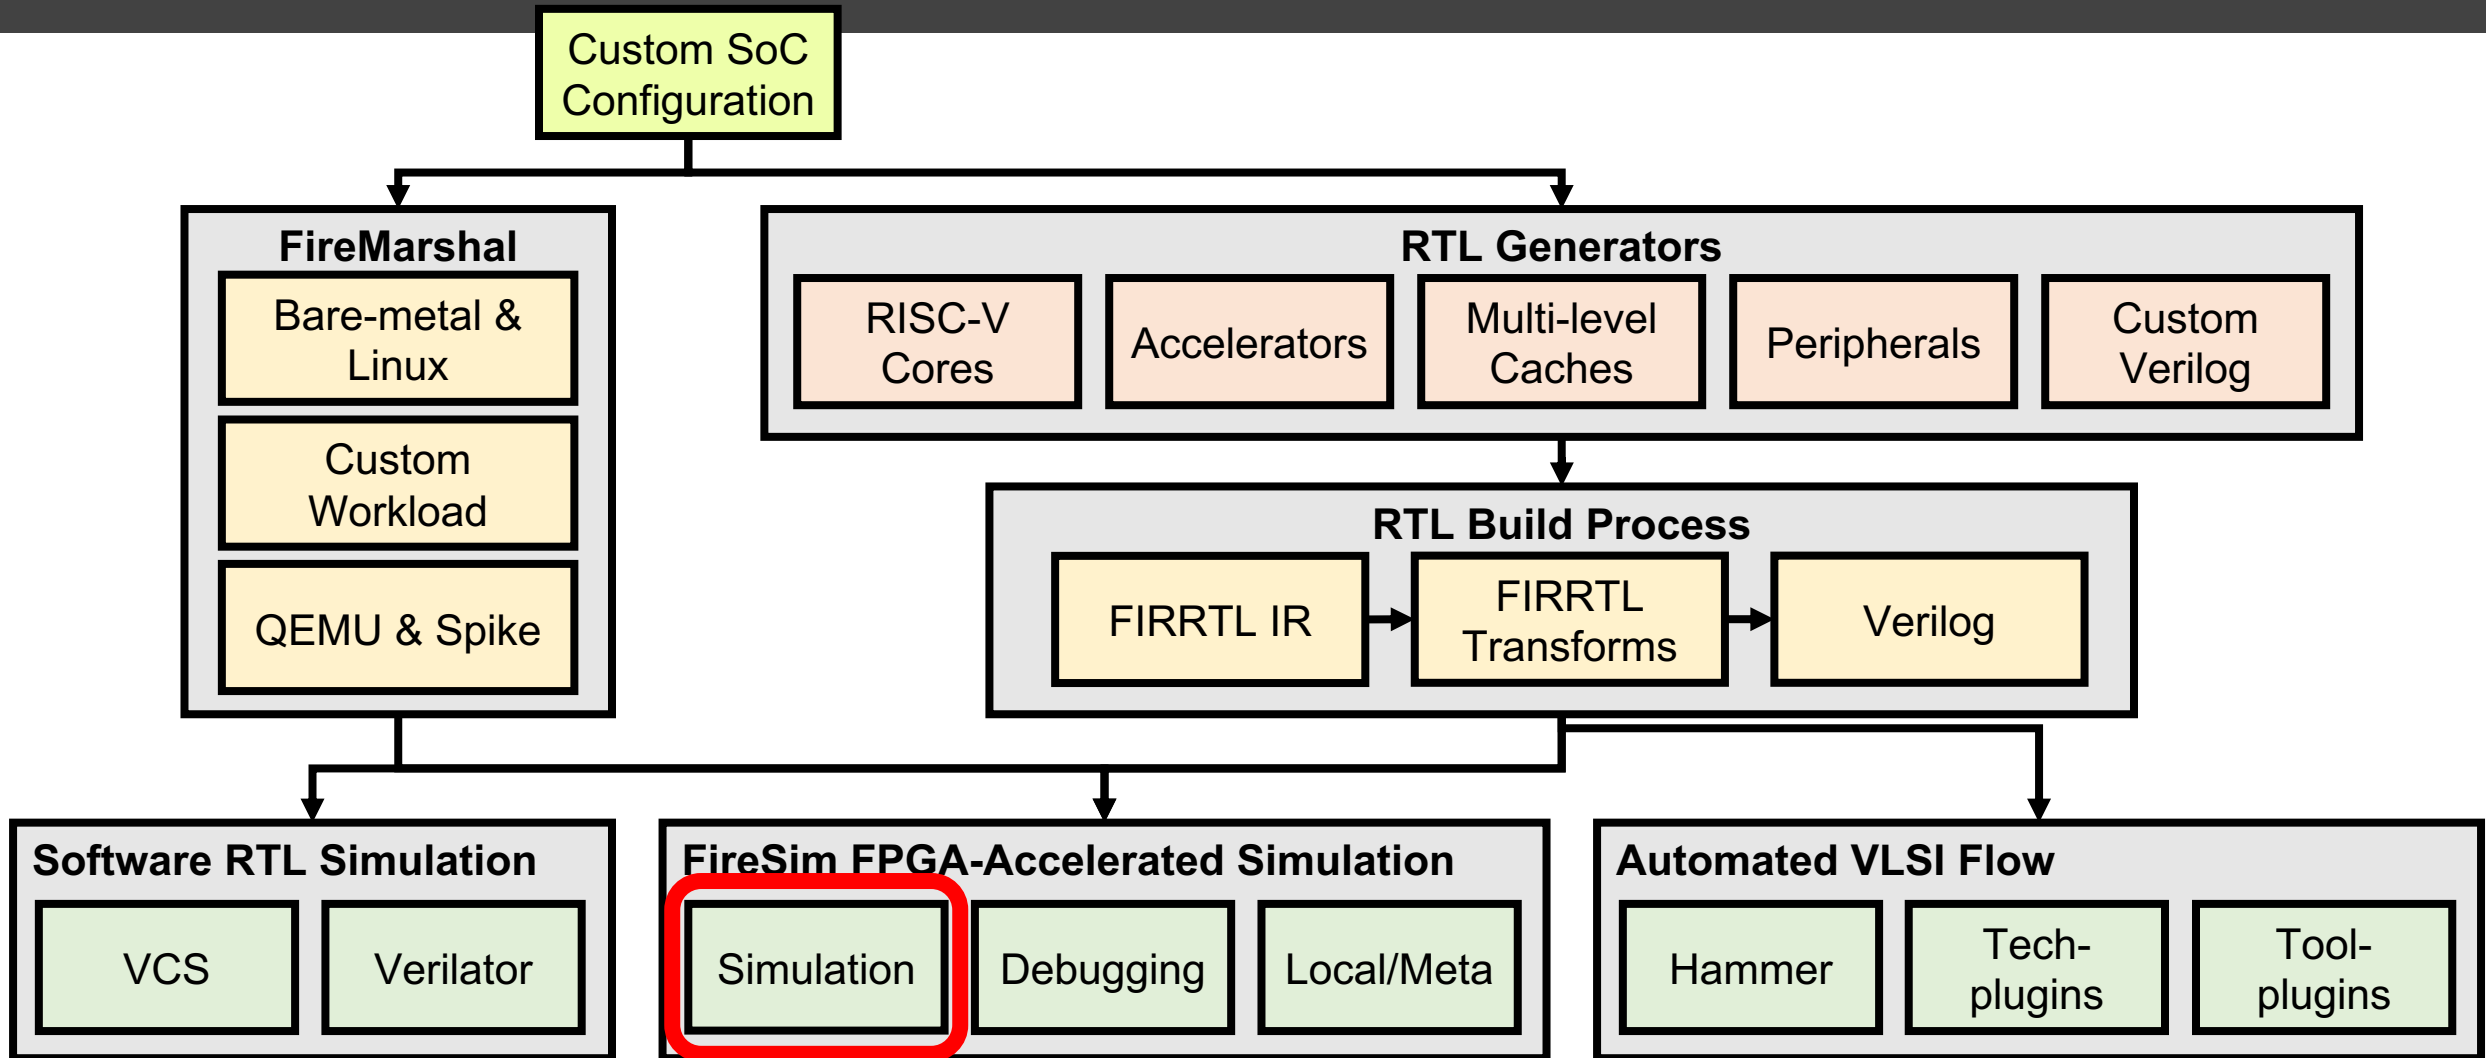 Custom SoC
Configuration
FireMarshal
Bare-metal &
Linux
Custom
Workload
QEMU & Spike
RTL Generators
RISC-V
Cores
Accelerators
Multi-level
Caches
Peripherals
Custom
Verilog
RTL Build Process
FIRRTL IR
FIRRTL
Transforms
Verilog
Software RTL Simulation
VCS
Verilator
FireSim FPGA-Accelerated Simulation
Simulation
Debugging
Local/Meta
Automated VLSI Flow
Hammer
Tech-
plugins
Tool-
plugins